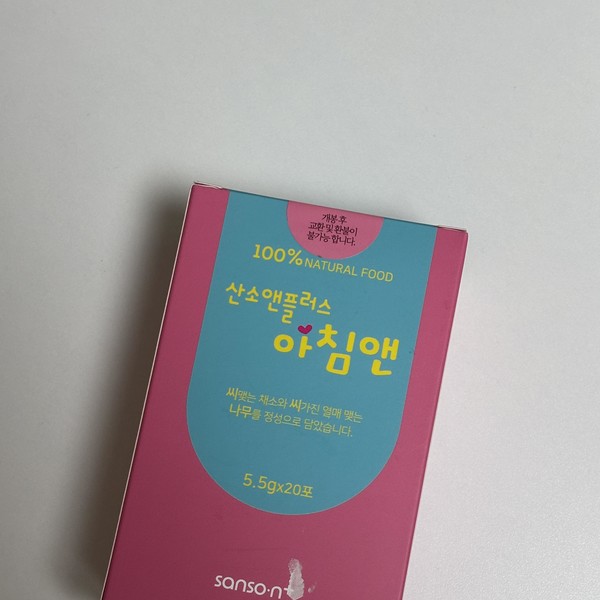 개봉 후
교환 및 환불이
불가능 합니다.
100% NATURAL FOOD
산소앤플러스
아침앤
씨맺는 채소와 씨가진 열매 맺는
나무를 정성으로 담았습니다.
5.5gx20포
sanso·n+